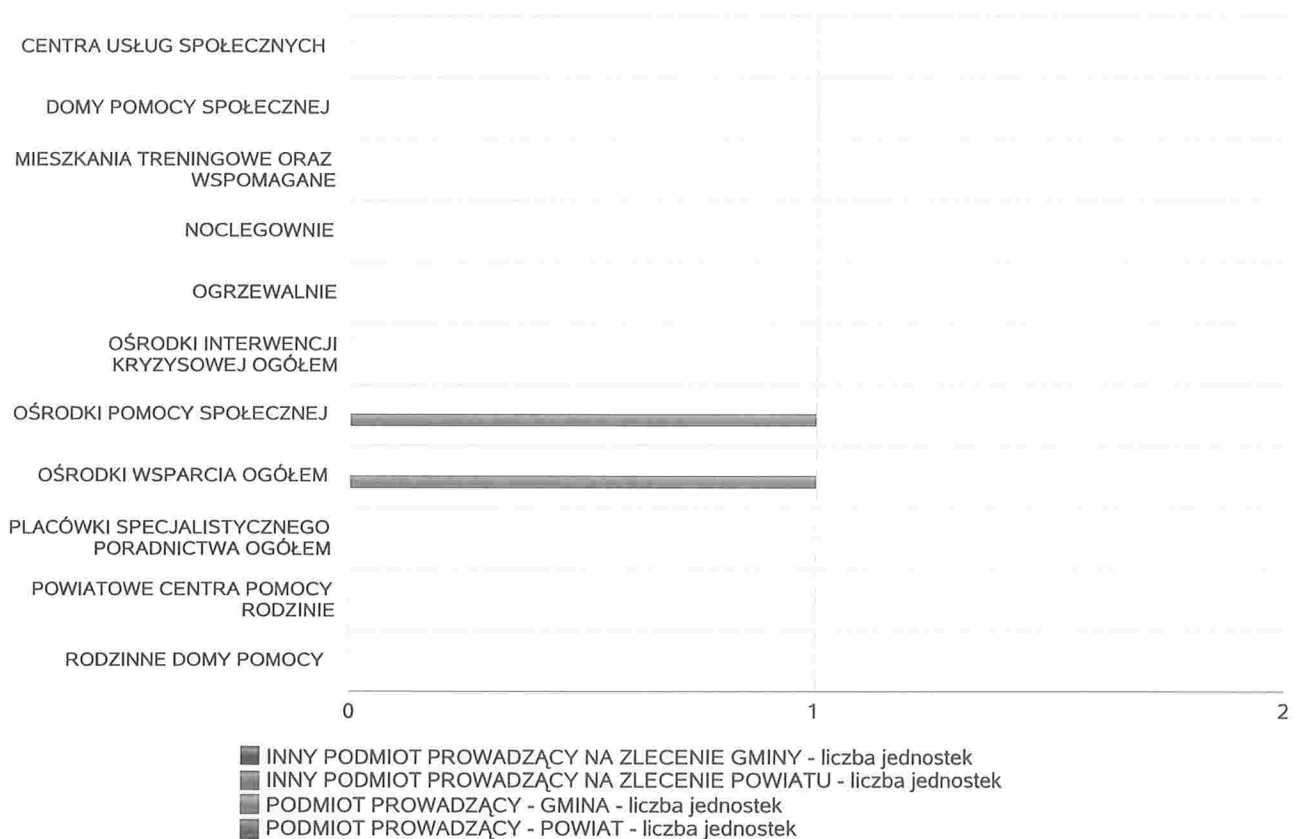 CENTRA USŁUG SPOŁECZNYCH
DOMY POMOCY SPOŁECZNEJ
MIESZKANIA TRENINGOWE ORAZ
WSPOMAGANE
NOCLEGOWNIE
OGRZEWALNIE
OŚRODKI INTERWENCJI
KRYZYSOWEJ OGÓŁEM
OŚRODKI POMOCY SPOŁECZNEJ
OŚRODKI WSPARCIA OGÓŁEM
PLACÓWKI SPECJALISTYCZNEGO
PORADNICTWA OGÓŁEM
POWIATOWE CENTRA POMOCY
RODZINIE
RODZINNE DOMY POMOCY
0 1 2
INNY PODMIOT PROWADZĄCY NA ZLECENIE GMINY - liczba jednostek
INNY PODMIOT PROWADZĄCY NA ZLECENIE POWIATU - liczba jednostek
PODMIOT PROWADZĄCY - GMINA - liczba jednostek
PODMIOT PROWADZĄCY - POWIAT - liczba jednostek